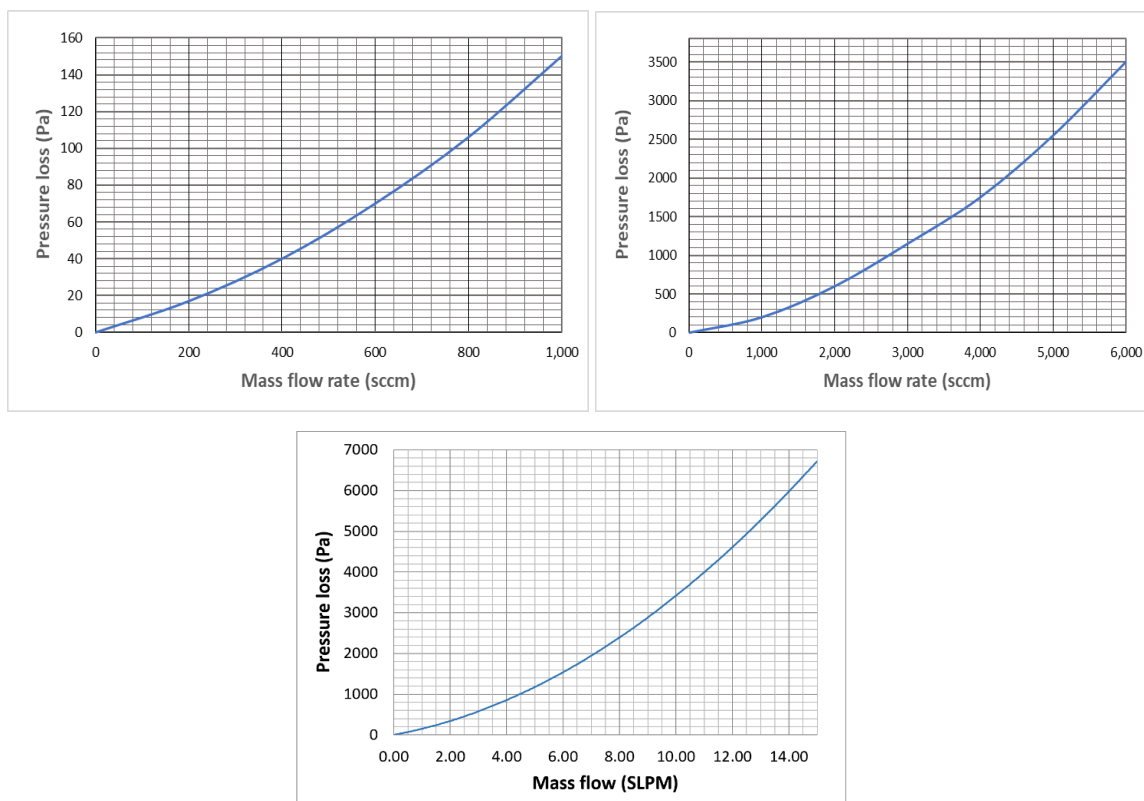 160
140
120
100
80
60
40
20
0
Pressure loss (Pa)
0 200 400 600 800 1,000
Mass flow rate (sccm)
3500
3000
2500
2000
1500
1000
500
0
Pressure loss (Pa)
0 1,000 2,000 3,000 4,000 5,000 6,000
Mass flow rate (sccm)
7000
6000
5000
4000
3000
2000
1000
0
Pressure loss (Pa)
0.00 2.00 4.00 6.00 8.00 10.00 12.00 14.00
Mass flow (SLPM)